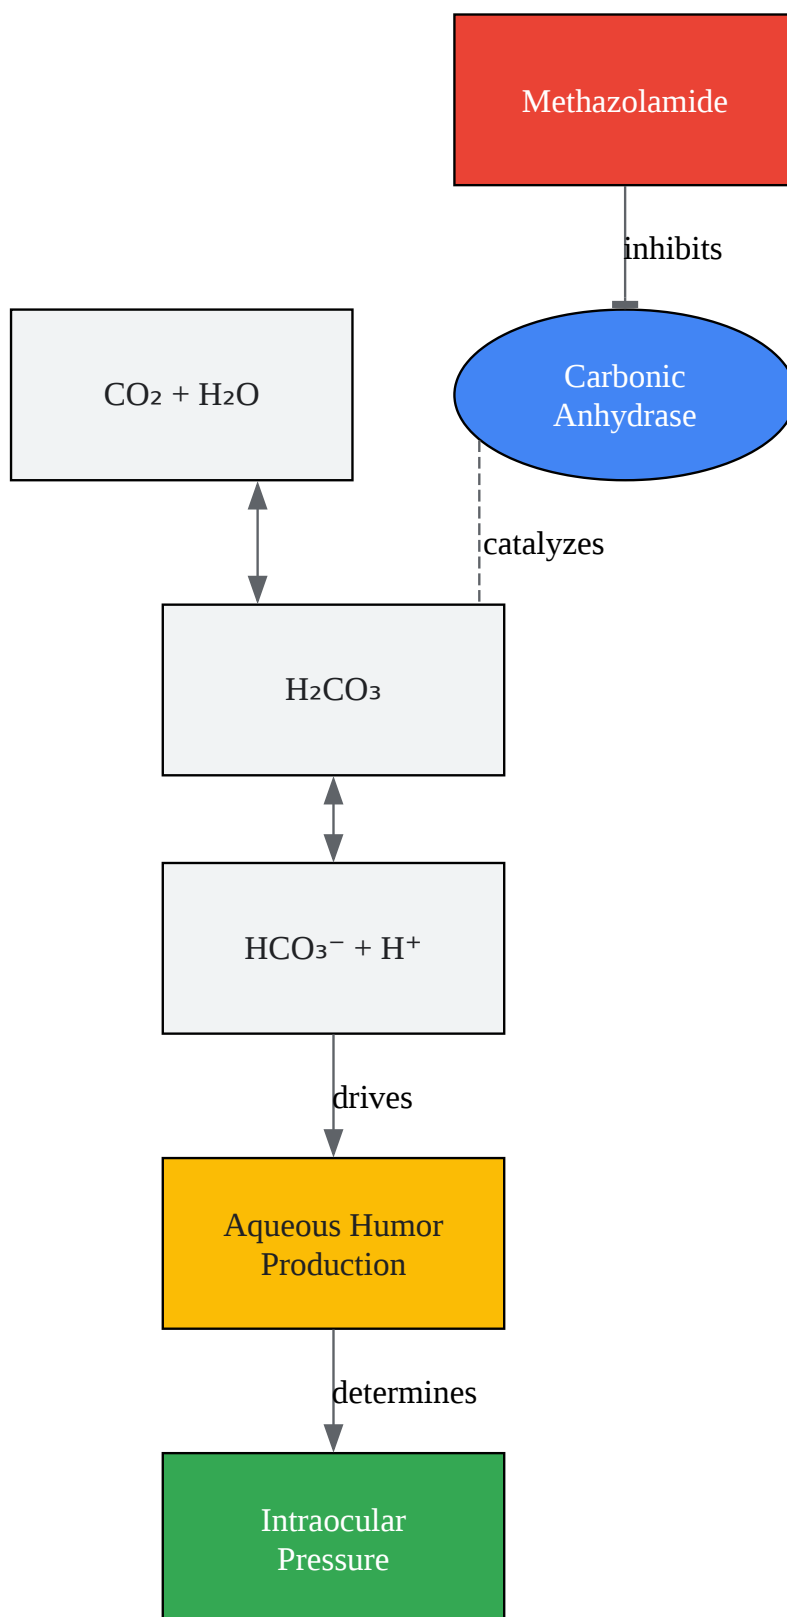 Methazolamide
inhibits
CO₂ + H₂O
Carbonic
Anhydrase
catalyzes
H₂CO₃
HCO₃⁻ + H⁺
drives
Aqueous Humor
Production
determines
Intraocular
Pressure